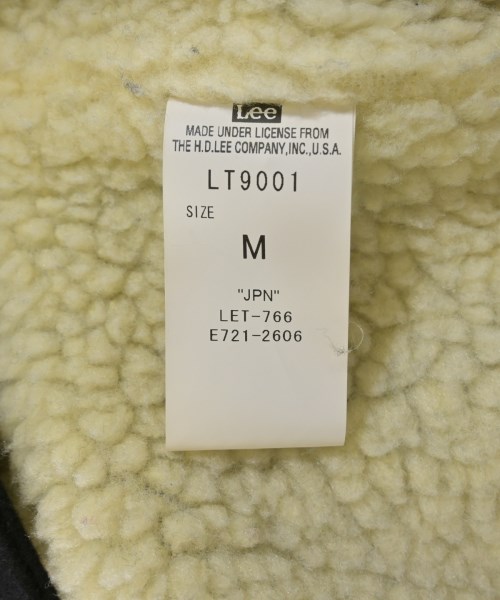 Lee
MADE UNDER LICENSE FROM
THE H.D.LEE COMPANY,INC.,U.S.A.
LT9001
SIZE
M
"JPN"
LET-766
E721-2606